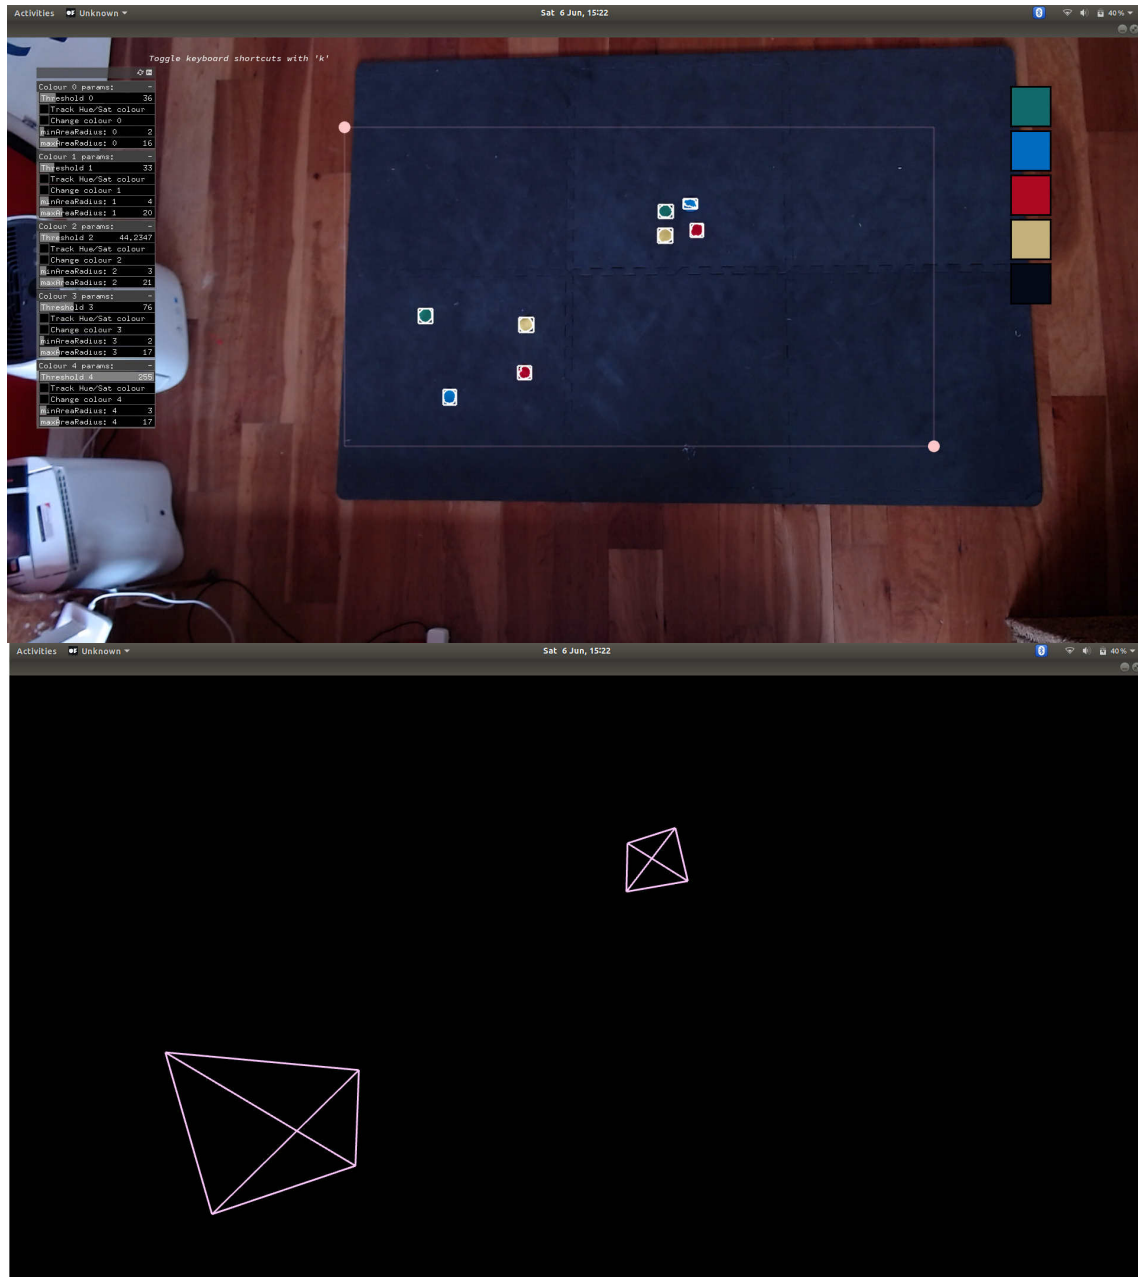 Activities Unknown Sat 6 Jun, 15:22 40%
Toggle keyboard shortcuts with 'k'
Colour 0 params: -
Threshold 0 36
Track Hue/Sat colour
Change colour 0
minAreaRadius: 0 2
maxAreaRadius: 0 16
Colour 1 params: -
Threshold 1 33
Track Hue/Sat colour
Change colour 1
minAreaRadius: 1 4
maxAreaRadius: 1 20
Colour 2 params: -
Threshold 2 44,2347
Track Hue/Sat colour
Change colour 2
minAreaRadius: 2 3
maxAreaRadius: 2 21
Colour 3 params: -
Threshold 3 76
Track Hue/Sat colour
Change colour 3
minAreaRadius: 3 2
maxAreaRadius: 3 17
Colour 4 params: -
Threshold 4 255
Track Hue/Sat colour
Change colour 4
minAreaRadius: 4 3
maxAreaRadius: 4 17
Activities Unknown Sat 6 Jun, 15:22 40%